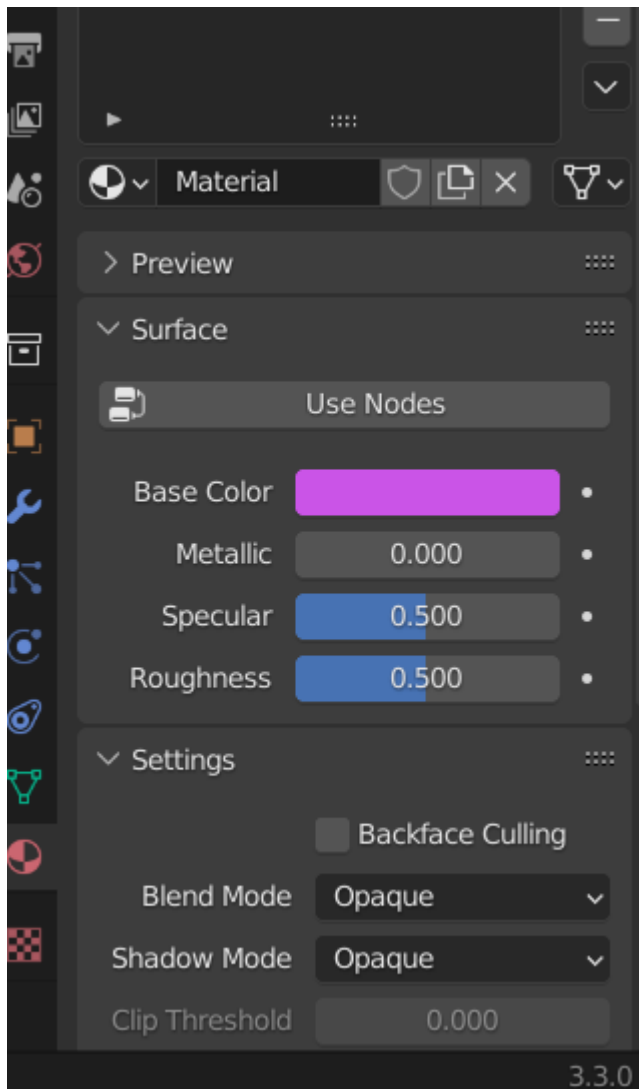 Material
Preview
Surface
Use Nodes
Base Color
Metallic 0.000
Specular 0.500
Roughness 0.500
Settings
Backface Culling
Blend Mode Opaque
Shadow Mode Opaque
Clip Threshold 0.000
3.3.0